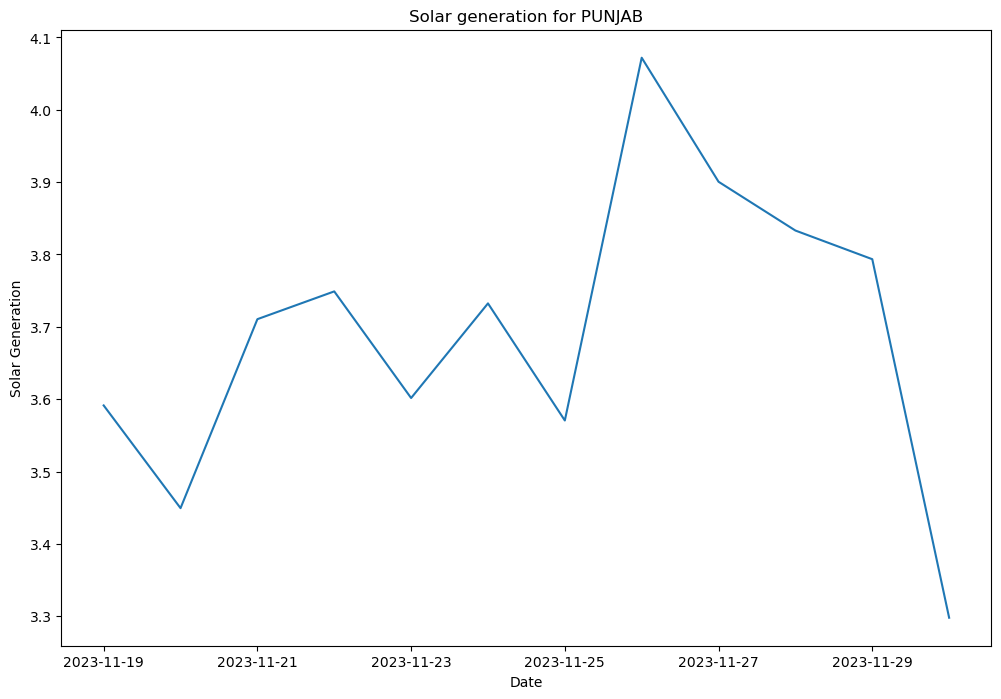 Solar generation for PUNJAB
Solar Generation
4.1
4.0
3.9
3.8
3.7
3.6
3.5
3.4
3.3
2023-11-19 2023-11-21 2023-11-23 2023-11-25 2023-11-27 2023-11-29
Date